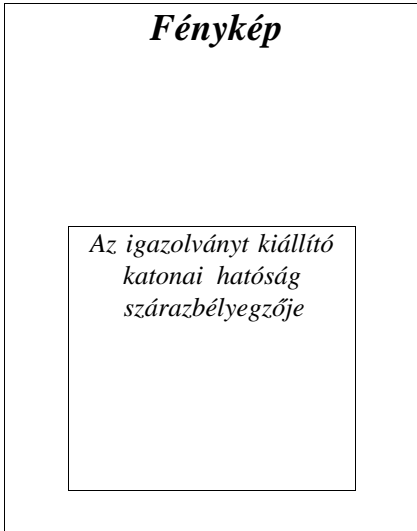 Fénykép
Az igazolványt kiállító
katonai hatóság
szárazbélyegzője